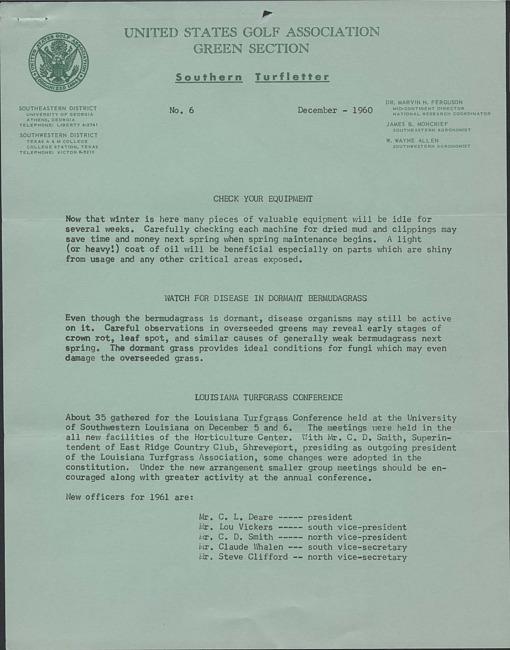 UNITED STATES GOLF ASSOCIATION
GREEN SECTION
Southern Turfletter
SOUTHEASTERN DISTRICT
UNIVERSITY OF GEORGIA
ATHENS, GEORGIA
TELEPHONE: LIBERTY 8-2741
SOUTHWESTERN DISTRICT
TEXAS A & M COLLEGE
COLLEGE STATION, TEXAS
TELEPHONE: VICTOR
No. 6
December - 1960
DR. MARVIN H. FERGUSON
MID-CONTINENT DIRECTOR
NATIONAL RESEARCH COORDINATOR
JAMES B. MONCRIEF
SOUTHEASTERN AGRONOMIST
W. WAYNE ALLEN
SOUTHWESTERN AGRONOMIST
CHECK YOUR EQUIPMENT
Now that winter is here many pieces of valuable equipment will be idle for
several weeks. Carefully checking each machine for dried mud and clippings may
save time and money next spring when spring maintenance begins. A light
(or heavy!) coat of oil will be beneficial especially on parts which are shiny
from usage and any other critical areas exposed.
WATCH FOR DISEASE IN DORMANT BERMUDAGRASS
Even though the bermudagrass is dormant, disease organisms may still be active
on it. Careful observations in overseeded greens may reveal early stages of
crown rot, leaf spot, and similar causes of generally weak bermudagrass next
spring. The dormant grass provides ideal conditions for fungi which may even
damage the overseeded grass.
LOUISIANA TURFGRASS CONFERENCE
About 35 gathered for the Louisiana Turfgrass Conference held at the University
of Southwestern Louisiana on December 5 and 6. The meetings were held in the
all new facilities of the Horticulture Center. With Mr. C. D. Smith, Superin-
tendent of East Ridge Country Club, Shreveport, presiding as outgoing president
of the Louisiana Turfgrass Association, some changes were adopted in the
constitution. Under the new arrangement smaller group meetings should be en-
couraged along with greater activity at the annual conference.
New officers for 1961 are:
Mr. C. L. Deare ----- president
Mr. Lou Vickers ----- south vice-president
Mr. C. D. Smith ----- north vice-president
Mr. Claude Whalen --- south vice-secretary
Mr. Steve Clifford -- north vice-secretary